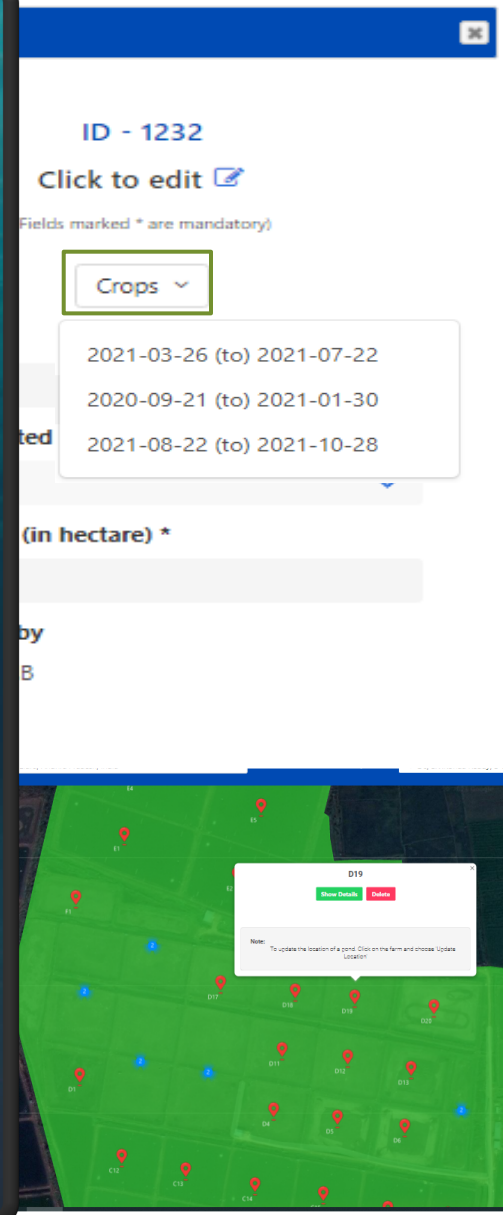 ID - 1232
Click to edit
Fields marked * are mandatory)
Crops
2021-03-26 (to) 2021-07-22
2020-09-21 (to) 2021-01-30
ted
2021-08-22 (to) 2021-10-28
(in hectare) *
by
B
E4
E5
E1
D19
E2
Show Details Delete
Note:
To update the location of a pond. Click on the farm and choose 'Update
Location'
2
2
D17
D18
D19
D20
2
2
D11
D12
D13
D1
2
D4
D5
D6
C12
C13
C14